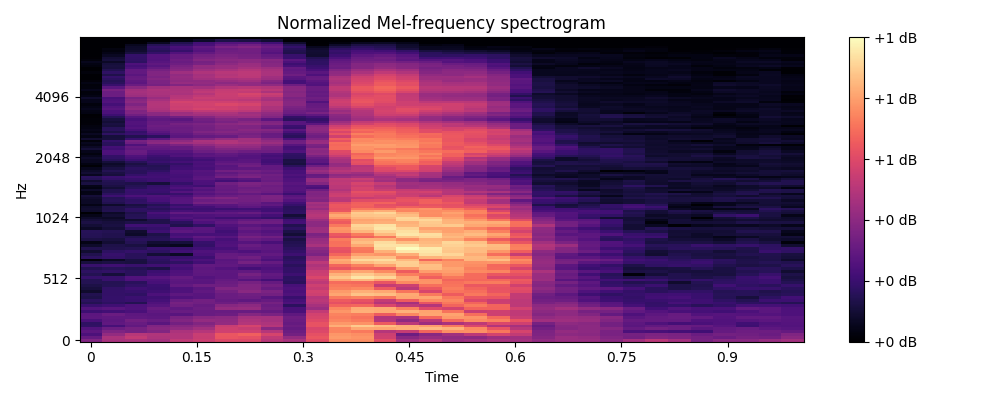 Normalized Mel-frequency spectrogram
+1 dB
4096
+1 dB
2048
+1 dB
Hz
1024
+0 dB
512
+0 dB
0
+0 dB
0 0.15 0.3 0.45 0.6 0.75 0.9
Time